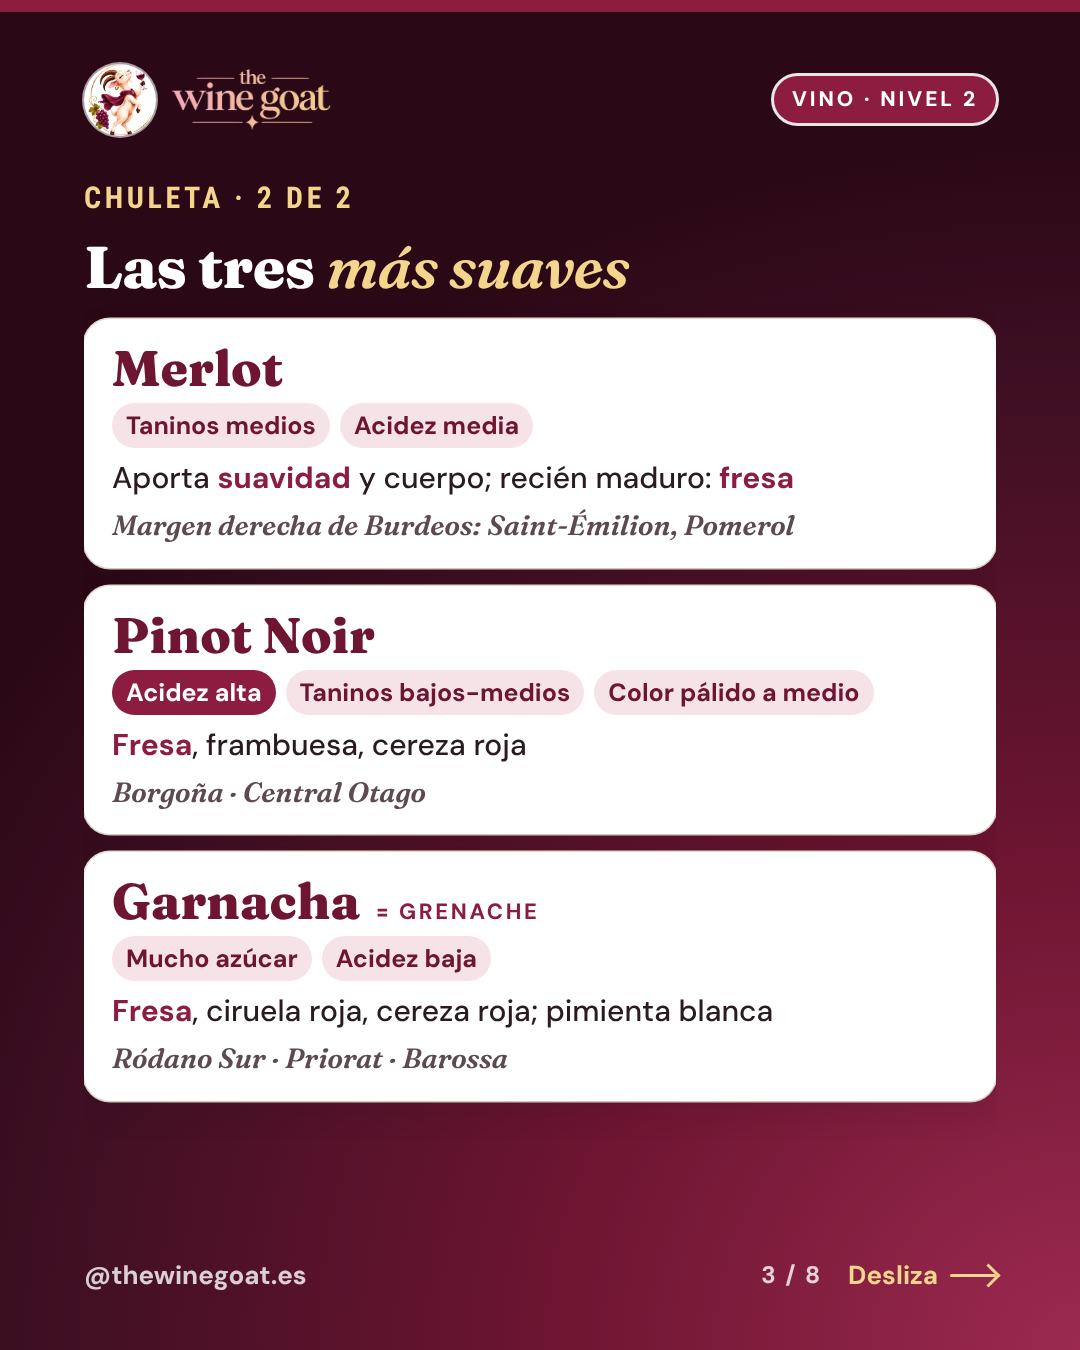 the
wine goat
VINO · NIVEL 2
CHULETA · 2 DE 2
Las tres más suaves
Merlot
Taninos medios Acidez media
Aporta suavidad y cuerpo; recién maduro: fresa
Margen derecha de Burdeos: Saint-Émilion, Pomerol
Pinot Noir
Acidez alta Taninos bajos-medios Color pálido a medio
Fresa, frambuesa, cereza roja
Borgoña · Central Otago
Garnacha = GRENACHE
Mucho azúcar Acidez baja
Fresa, ciruela roja, cereza roja; pimienta blanca
Ródano Sur · Priorat · Barossa
@thewinegoat.es 3 / 8 Desliza